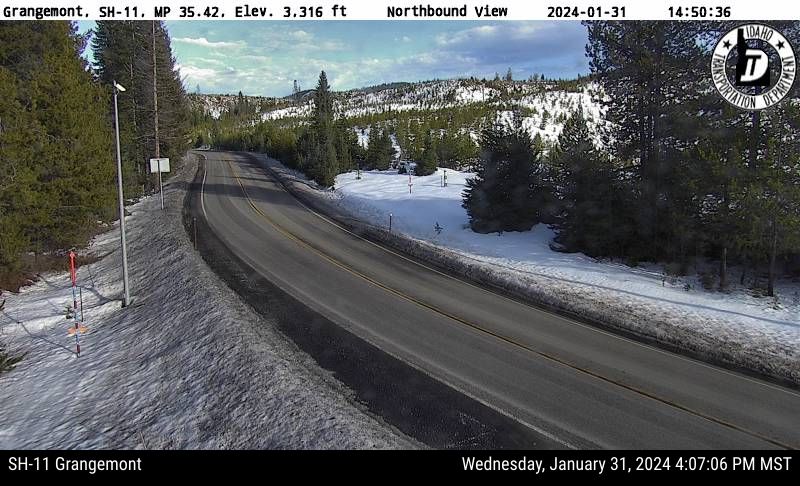 Grangemont, SH-11, MP 35.42, Elev. 3,316 ft Northbound View 2024-01-31 14:50:36
IDAHO
TRANSPORTATION DEPARTMENT
SH-11 Grangemont Wednesday, January 31, 2024 4:07:06 PM MST